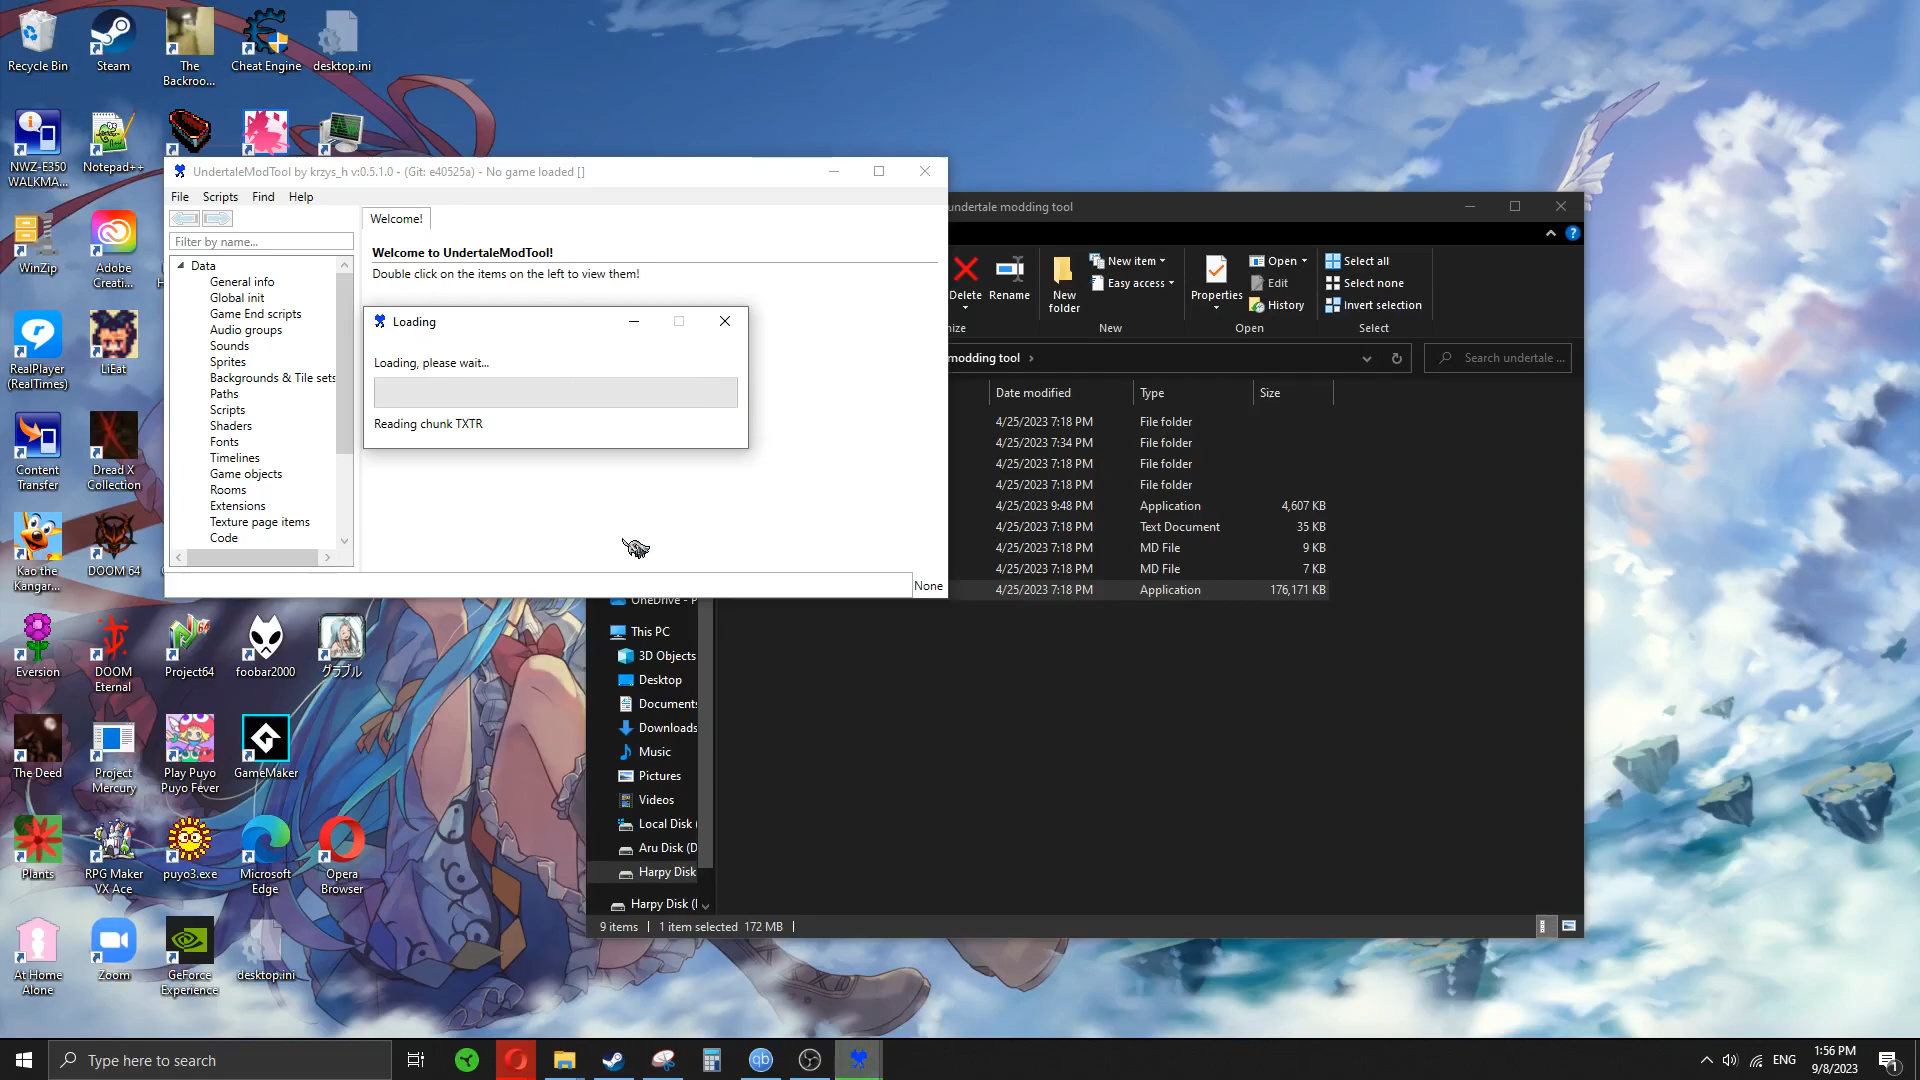 Recycle Bin
Steam
The
Backroo...
Cheat Engine
desktop.ini
NWZ-E350
WALKMA...
Notepad++
WinZip
Adobe
Creati...
RealPlayer
(RealTimes)
LiEat
Content
Transfer
Dread X
Collection
Kao the
Kangar...
DOOM 64
Eversion
DOOM
Eternal
Project64
foobar2000
グラブル
The Deed
Project
Mercury
Play Puyo
Puyo Fever
GameMaker
Plants
RPG Maker
VX Ace
puyo3.exe
Microsoft
Edge
Opera
Browser
At Home
Alone
Zoom
GeForce
Experience
desktop.ini
UndertaleModTool by krzys_h v:0.5.1.0 - (Git: e40525a) - No game loaded []
File Scripts Find Help
Welcome!
Filter by name...
Welcome to UndertaleModTool!
Double click on the items on the left to view them!
Data
General info
Global init
Game End scripts
Audio groups
Sounds
Sprites
Backgrounds & Tile sets
Paths
Scripts
Shaders
Fonts
Timelines
Game objects
Rooms
Extensions
Texture page items
Code
None
Loading
Loading, please wait...
Reading chunk TXTR
undertale modding tool
Delete
Rename
New
folder
New item
Easy access
New
Properties
Open
Edit
History
Open
Select all
Select none
Invert selection
Select
modding tool
Search undertale ...
Date modified Type Size
4/25/2023 7:18 PM File folder
4/25/2023 7:34 PM File folder
4/25/2023 7:18 PM File folder
4/25/2023 7:18 PM File folder
4/25/2023 9:48 PM Application 4,607 KB
4/25/2023 7:18 PM Text Document 35 KB
4/25/2023 7:18 PM MD File 9 KB
4/25/2023 7:18 PM MD File 7 KB
4/25/2023 7:18 PM Application 176,171 KB
This PC
3D Objects
Desktop
Documents
Downloads
Music
Pictures
Videos
Local Disk (
Aru Disk (D
Harpy Disk
Harpy Disk (
9 items 1 item selected 172 MB
Type here to search
qb
ENG
1:56 PM
9/8/2023
1